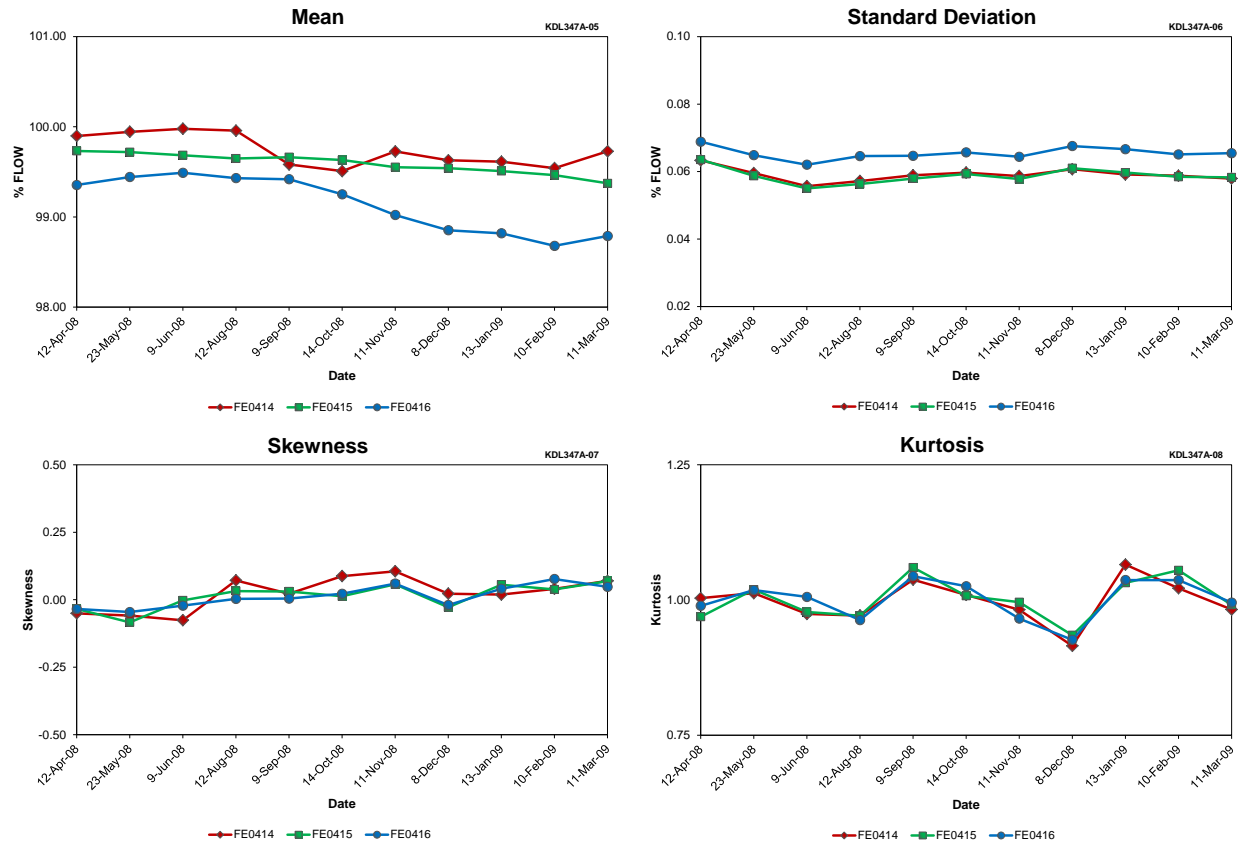 Mean
KDL347A-05
101.00
100.00
99.00
98.00
% FLOW
12-Apr-08
23-May-08
9-Jun-08
12-Aug-08
9-Sep-08
14-Oct-08
11-Nov-08
8-Dec-08
13-Jan-09
10-Feb-09
11-Mar-09
Date
FE0414 FE0415 FE0416
Standard Deviation
KDL347A-06
0.10
0.08
0.06
0.04
0.02
% FLOW
12-Apr-08
23-May-08
9-Jun-08
12-Aug-08
9-Sep-08
14-Oct-08
11-Nov-08
8-Dec-08
13-Jan-09
10-Feb-09
11-Mar-09
Date
FE0414 FE0415 FE0416
Skewness
KDL347A-07
0.50
0.25
0.00
-0.25
-0.50
Skewness
12-Apr-08
23-May-08
9-Jun-08
12-Aug-08
9-Sep-08
14-Oct-08
11-Nov-08
8-Dec-08
13-Jan-09
10-Feb-09
11-Mar-09
Date
FE0414 FE0415 FE0416
Kurtosis
KDL347A-08
1.25
1.00
0.75
Kurtosis
12-Apr-08
23-May-08
9-Jun-08
12-Aug-08
9-Sep-08
14-Oct-08
11-Nov-08
8-Dec-08
13-Jan-09
10-Feb-09
11-Mar-09
Date
FE0414 FE0415 FE0416